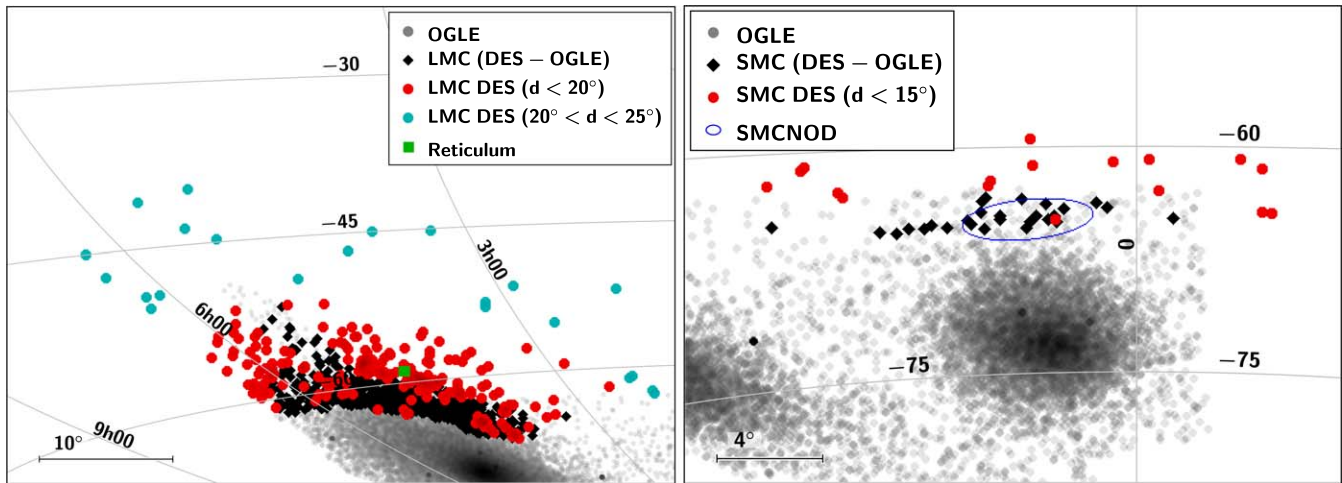 OGLE
LMC (DES − OGLE)
LMC DES (d < 20°)
LMC DES (20° < d < 25°)
Reticulum
−30
−45
3h00
6h00
−60
9h00
10°
OGLE
SMC (DES − OGLE)
SMC DES (d < 15°)
SMCNOD
−60
0
−75
−75
4°